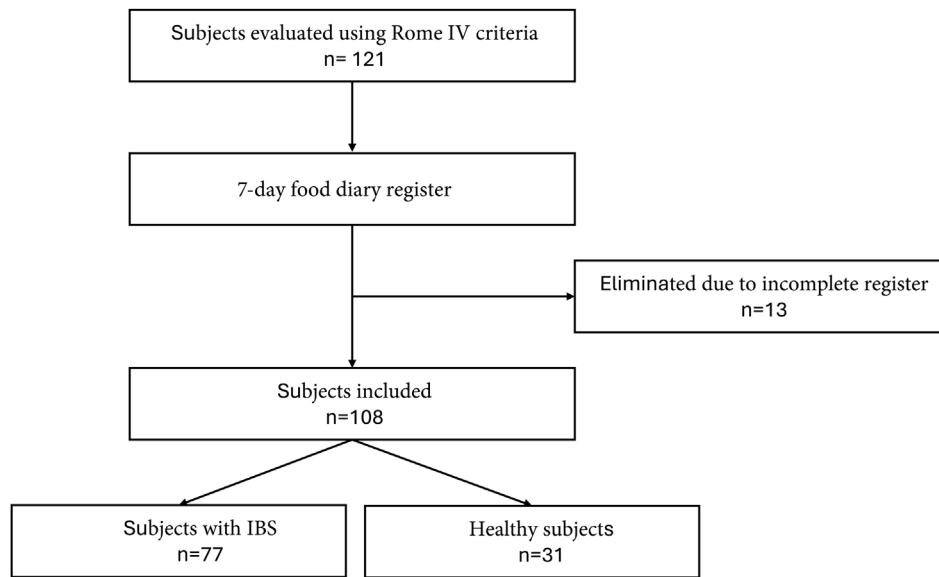 Subjects evaluated using Rome IV criteria
n= 121
7-day food diary register
Eliminated due to incomplete register
n=13
Subjects included
n=108
Subjects with IBS
n=77
Healthy subjects
n=31